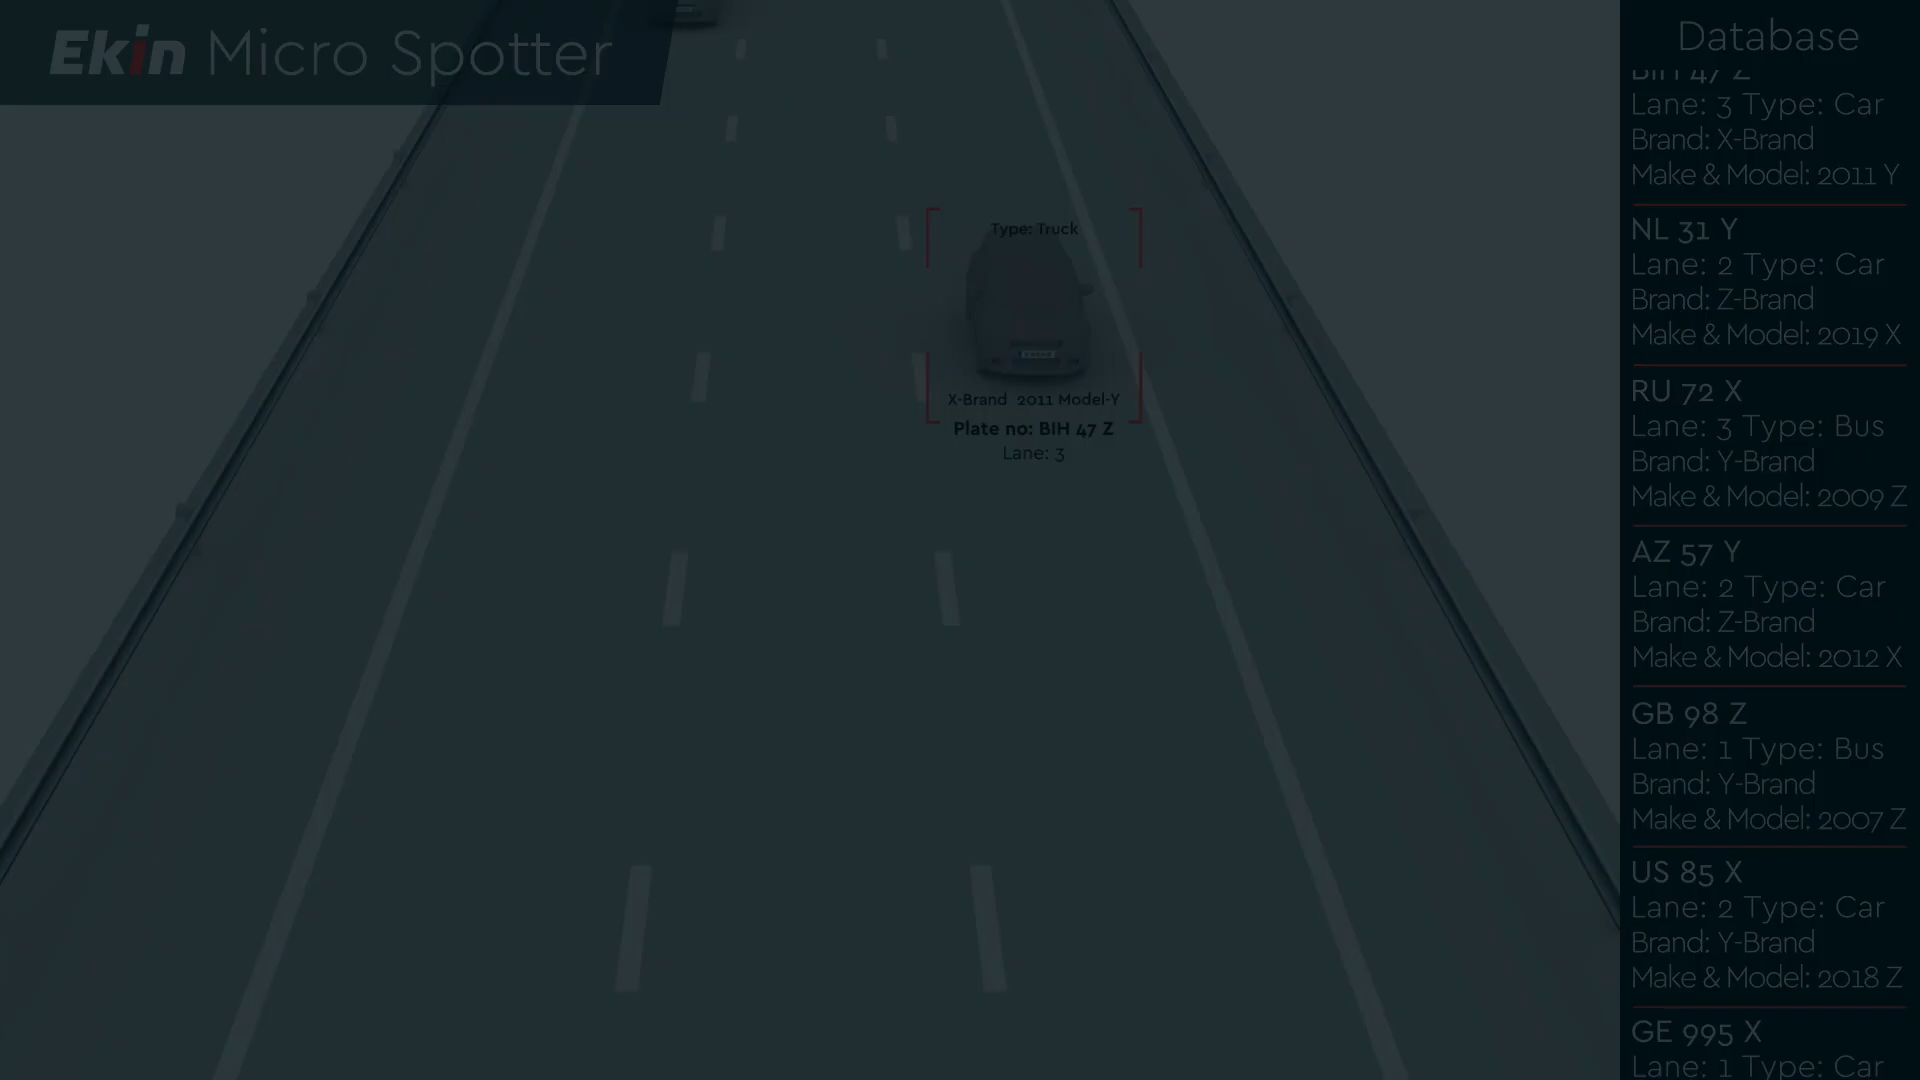 Ekin Micro Spotter
Type: Truck
X-Brand 2011 Model-Y
Plate no: BIH 47 Z
Lane: 3
Database
BIH 47 Z
Lane: 3 Type: Car
Brand: X-Brand
Make & Model: 2011 Y
NL 31 Y
Lane: 2 Type: Car
Brand: Z-Brand
Make & Model: 2019 X
RU 72 X
Lane: 3 Type: Bus
Brand: Y-Brand
Make & Model: 2009 Z
AZ 57 Y
Lane: 2 Type: Car
Brand: Z-Brand
Make & Model: 2012 X
GB 98 Z
Lane: 1 Type: Bus
Brand: Y-Brand
Make & Model: 2007 Z
US 85 X
Lane: 2 Type: Car
Brand: Y-Brand
Make & Model: 2018 Z
GE 995 X
Lane: 1 Type: Car